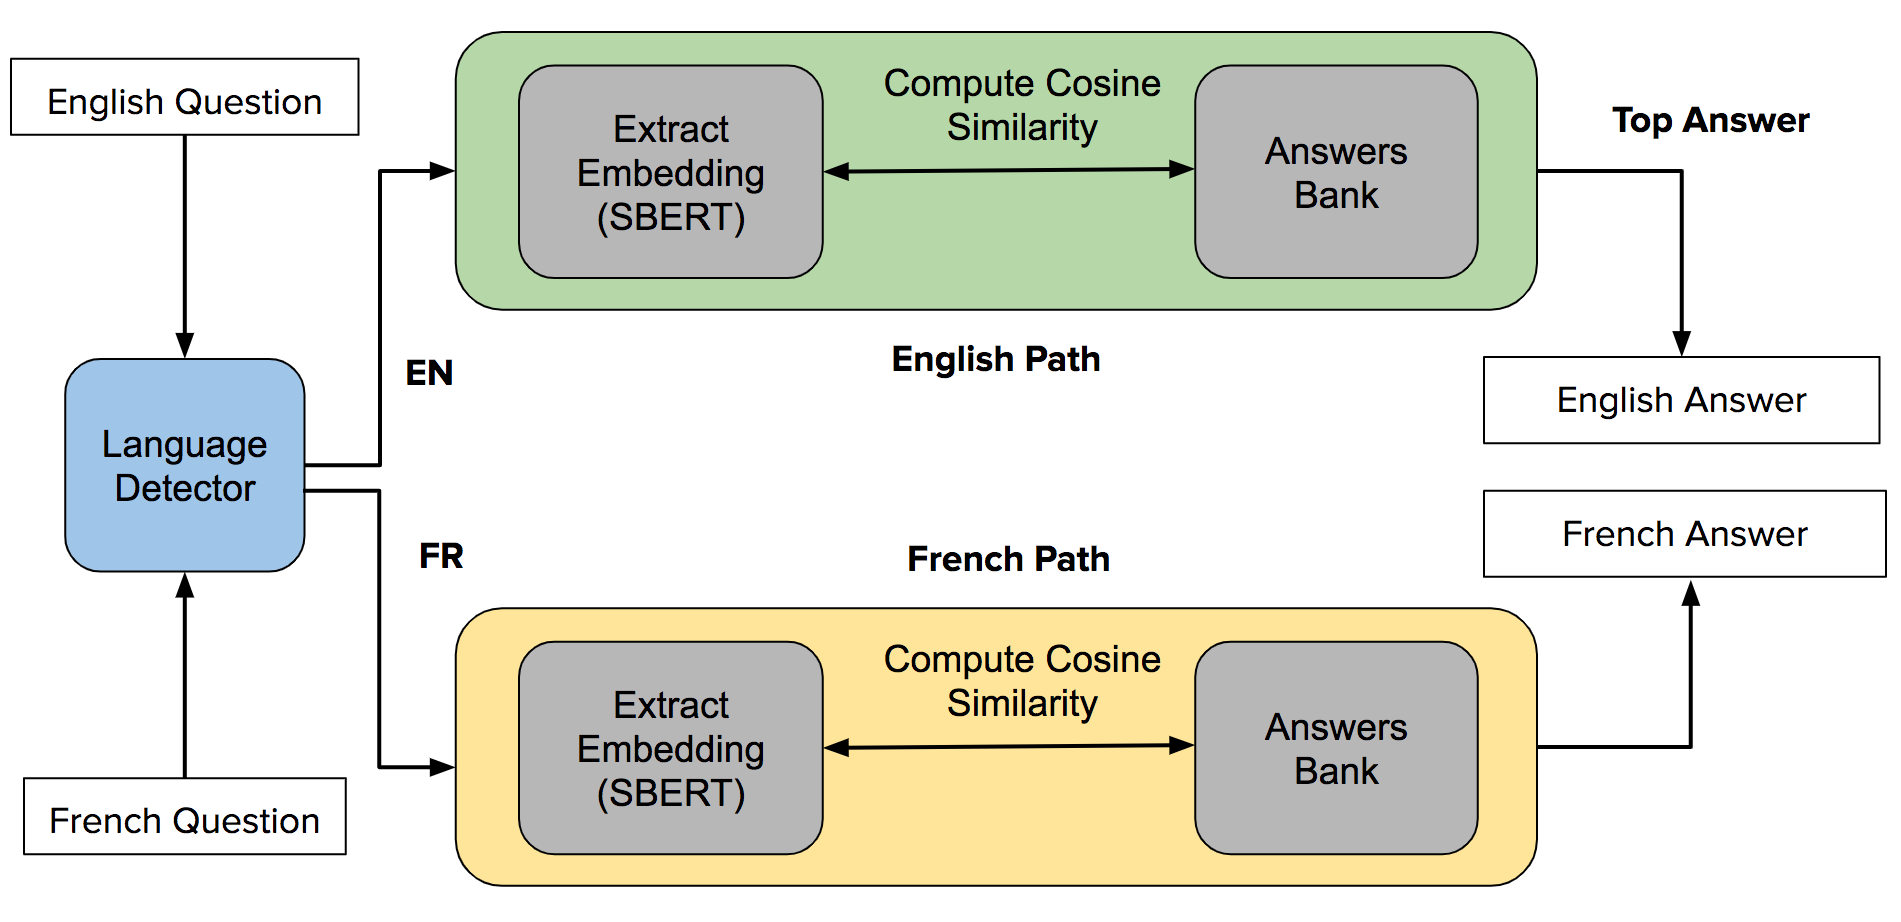 English Question
Extract
Embedding
(SBERT)
Compute Cosine
Similarity
Answers
Bank
Top Answer
EN
English Path
English Answer
Language
Detector
FR
French Path
French Answer
Extract
Embedding
(SBERT)
Compute Cosine
Similarity
Answers
Bank
French Question